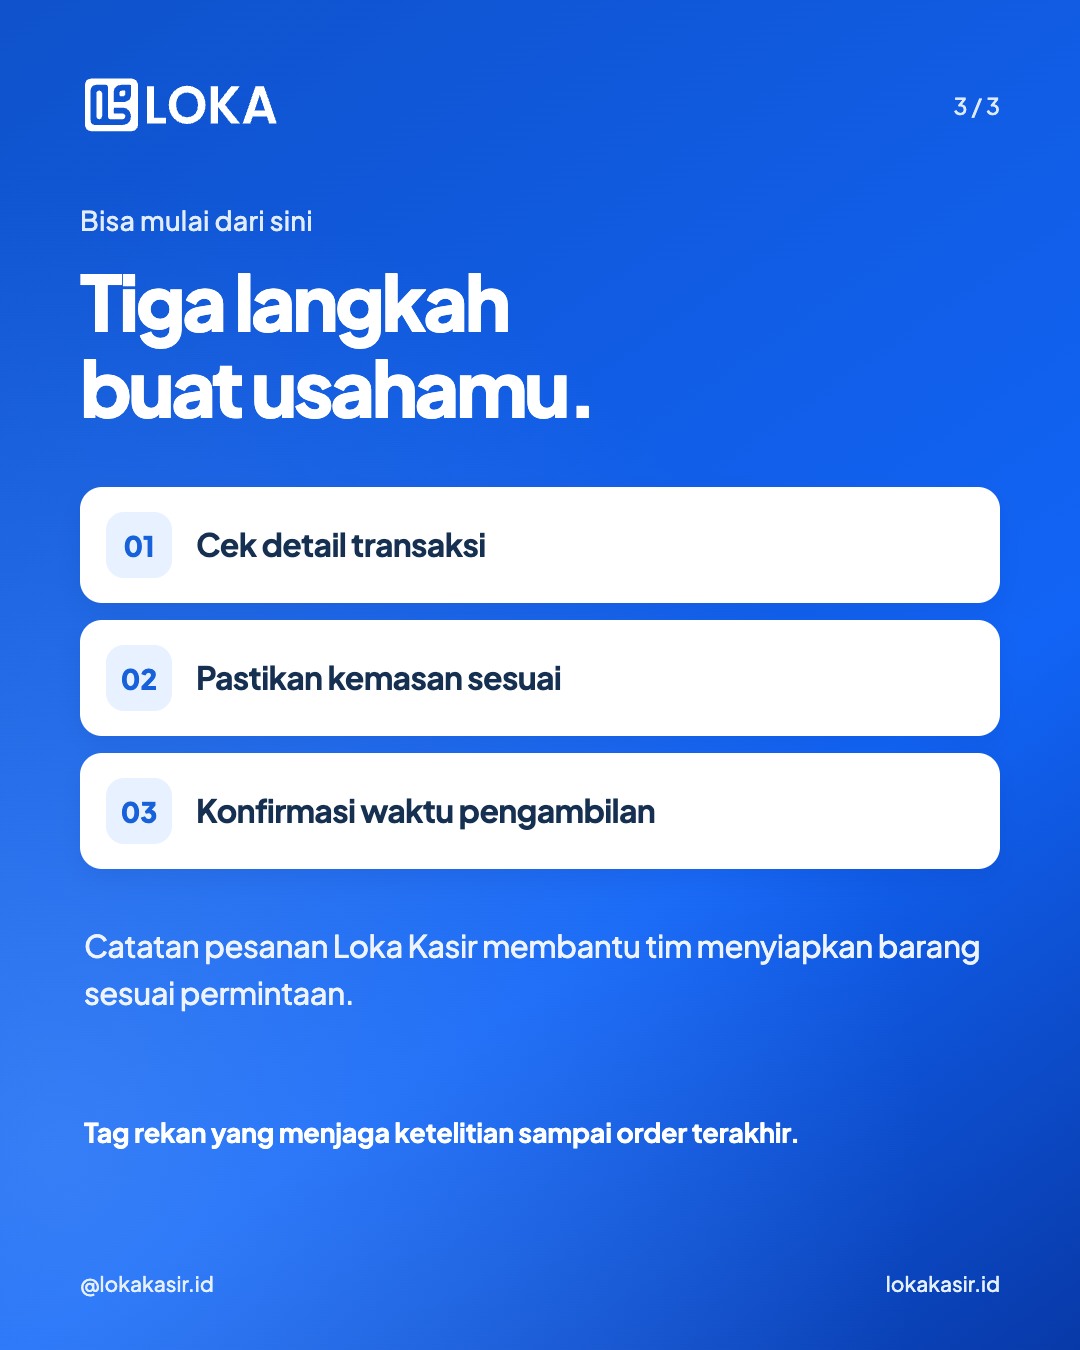 LOKA
3 / 3
Bisa mulai dari sini
Tiga langkah
buat usahamu.
01 Cek detail transaksi
02 Pastikan kemasan sesuai
03 Konfirmasi waktu pengambilan
Catatan pesanan Loka Kasir membantu tim menyiapkan barang
sesuai permintaan.
Tag rekan yang menjaga ketelitian sampai order terakhir.
@lokakasir.id
lokakasir.id